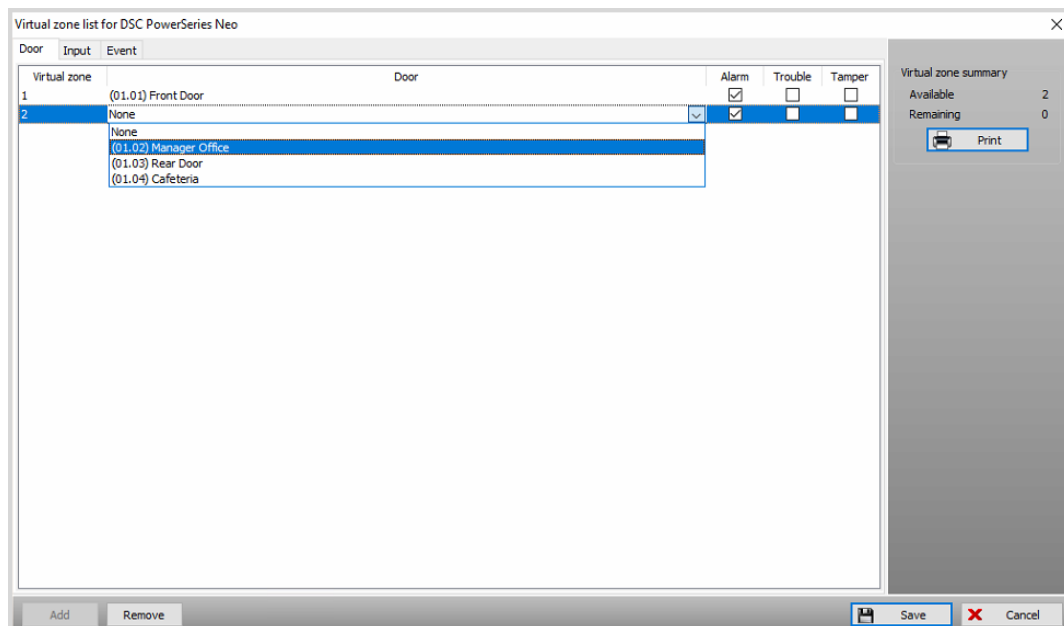 Virtual zone list for DSC PowerSeries Neo
Door Input Event
Virtual zone Door Alarm Trouble Tamper
1 (01.01) Front Door
2 None
None
(01.02) Manager Office
(01.03) Rear Door
(01.04) Cafeteria
Virtual zone summary
Available 2
Remaining 0
Print
Add Remove Save Cancel